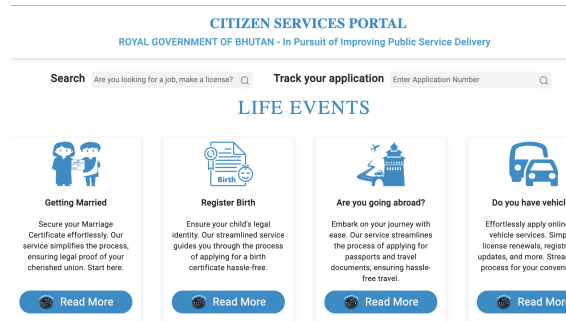 CITIZEN SERVICES PORTAL
ROYAL GOVERNMENT OF BHUTAN - In Pursuit of Improving Public Service Delivery
Search Are you looking for a job, make a license? Track your application Enter Application Number
LIFE EVENTS
Birth
Getting Married
Secure your Marriage
Certificate effortlessly. Our
service simplifies the process,
ensuring legal proof of your
cherished union. Start here.
Read More
Register Birth
Ensure your child's legal
identity. Our streamlined service
guides you through the process
of applying for a birth
certificate hassle-free.
Read More
Are you going abroad?
Embark on your journey with
ease. Our service streamlines
the process of applying for
passports and travel
documents, ensuring hassle-
free travel.
Read More
Do you have vehicl
Effortlessly apply onlin
vehicle services. Simp
license renewals, registr
updates, and more. Strea
process for your conveni
Read Mor